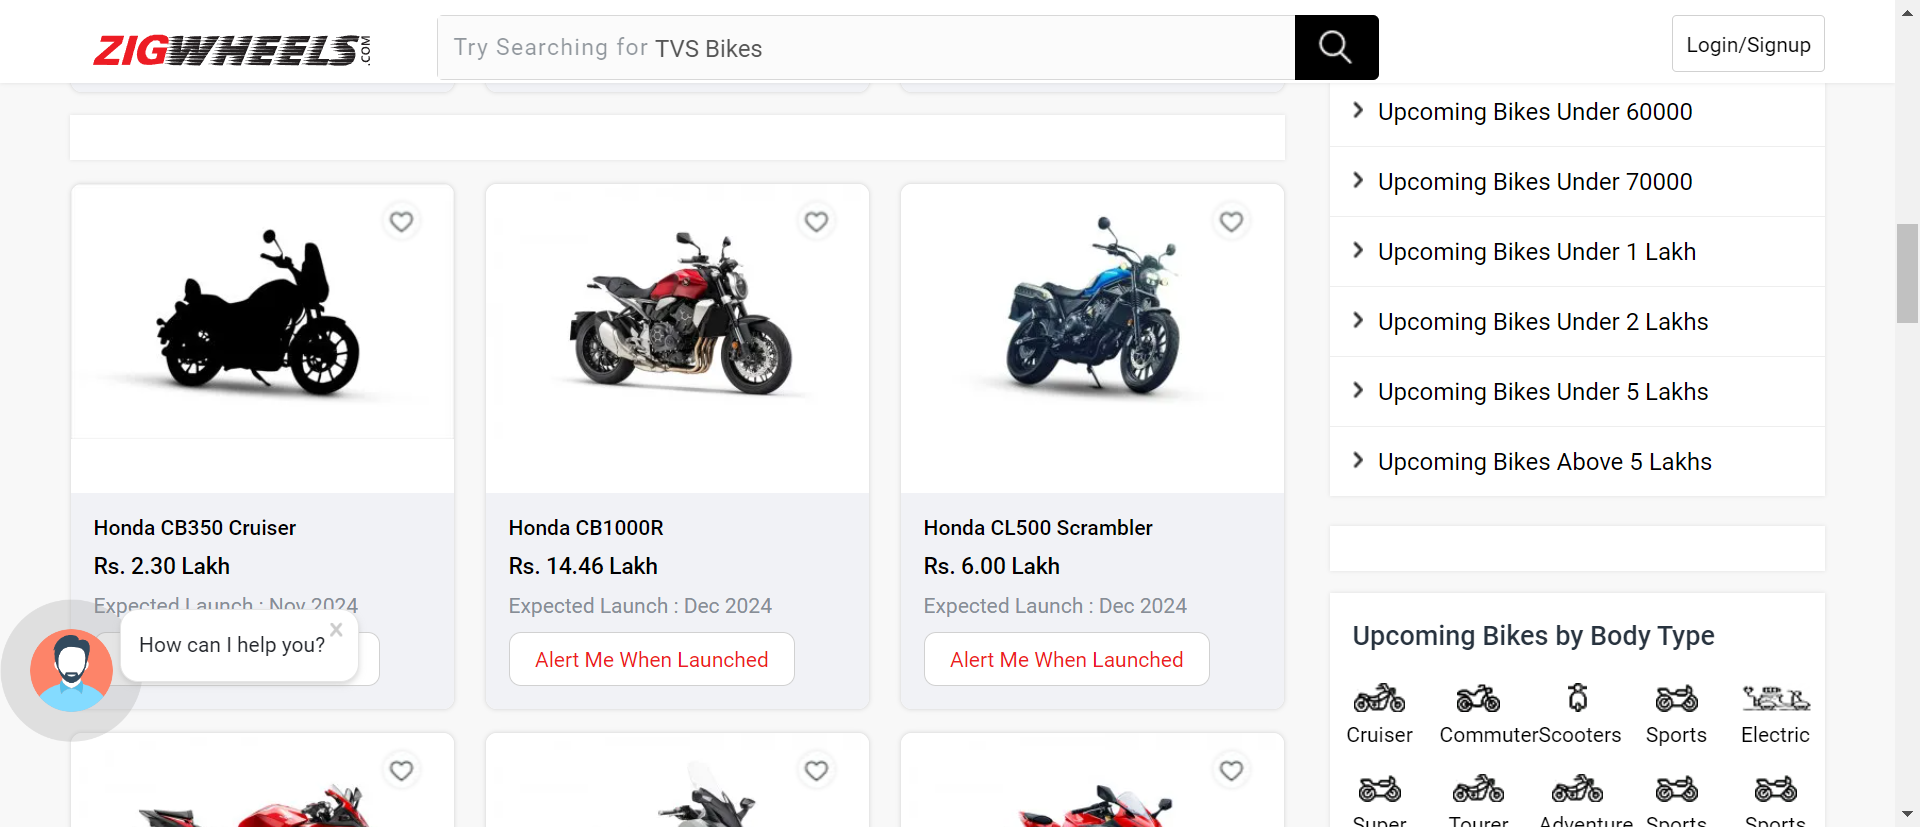 ZIGWHEELS.COM
Try Searching for TVS Bikes
Login/Signup
Upcoming Bikes Under 60000
Upcoming Bikes Under 70000
Upcoming Bikes Under 1 Lakh
Upcoming Bikes Under 2 Lakhs
Upcoming Bikes Under 5 Lakhs
Upcoming Bikes Above 5 Lakhs
Honda CB350 Cruiser
Rs. 2.30 Lakh
Expected Launch : Nov 2024
Honda CB1000R
Rs. 14.46 Lakh
Expected Launch : Dec 2024
Alert Me When Launched
Honda CL500 Scrambler
Rs. 6.00 Lakh
Expected Launch : Dec 2024
Alert Me When Launched
How can I help you?
Upcoming Bikes by Body Type
Cruiser
Commuter
Scooters
Sports
Electric
Super
Tourer
Adventure
Sports
Sports